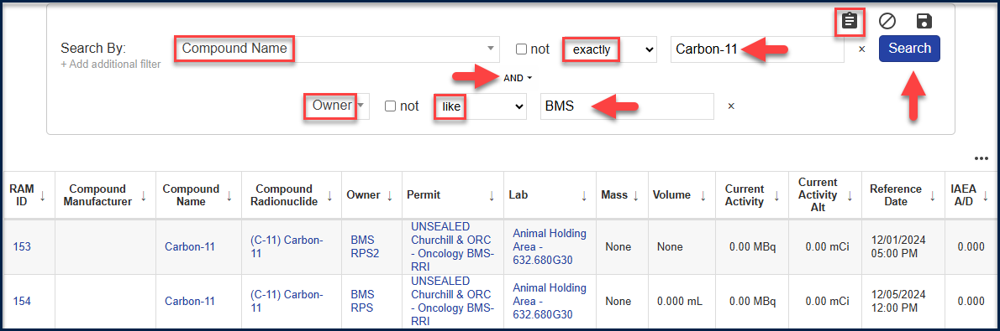 Search By:
Compound Name
not
exactly
Carbon-11
×
Search
+ Add additional filter
AND
Owner
not
like
BMS
×
RAM
ID
Compound
Manufacturer
Compound
Name
Compound
Radionuclide
Owner
Permit
Lab
Mass
Volume
Current
Activity
Current
Activity
Alt
Reference
Date
IAEA
A/D
153
Carbon-11
(C-11) Carbon-
11
BMS
RPS2
UNSEALED
Churchill & ORC
- Oncology BMS-
RRI
Animal Holding
Area -
632.680G30
None
None
0.00 MBq
0.00 mCi
12/01/2024
05:00 PM
0.000
154
Carbon-11
(C-11) Carbon-
11
BMS
RPS
UNSEALED
Churchill & ORC
- Oncology BMS-
RRI
Animal Holding
Area -
632.680G30
None
0.000 mL
0.00 MBq
0.00 mCi
12/05/2024
12:00 PM
0.000